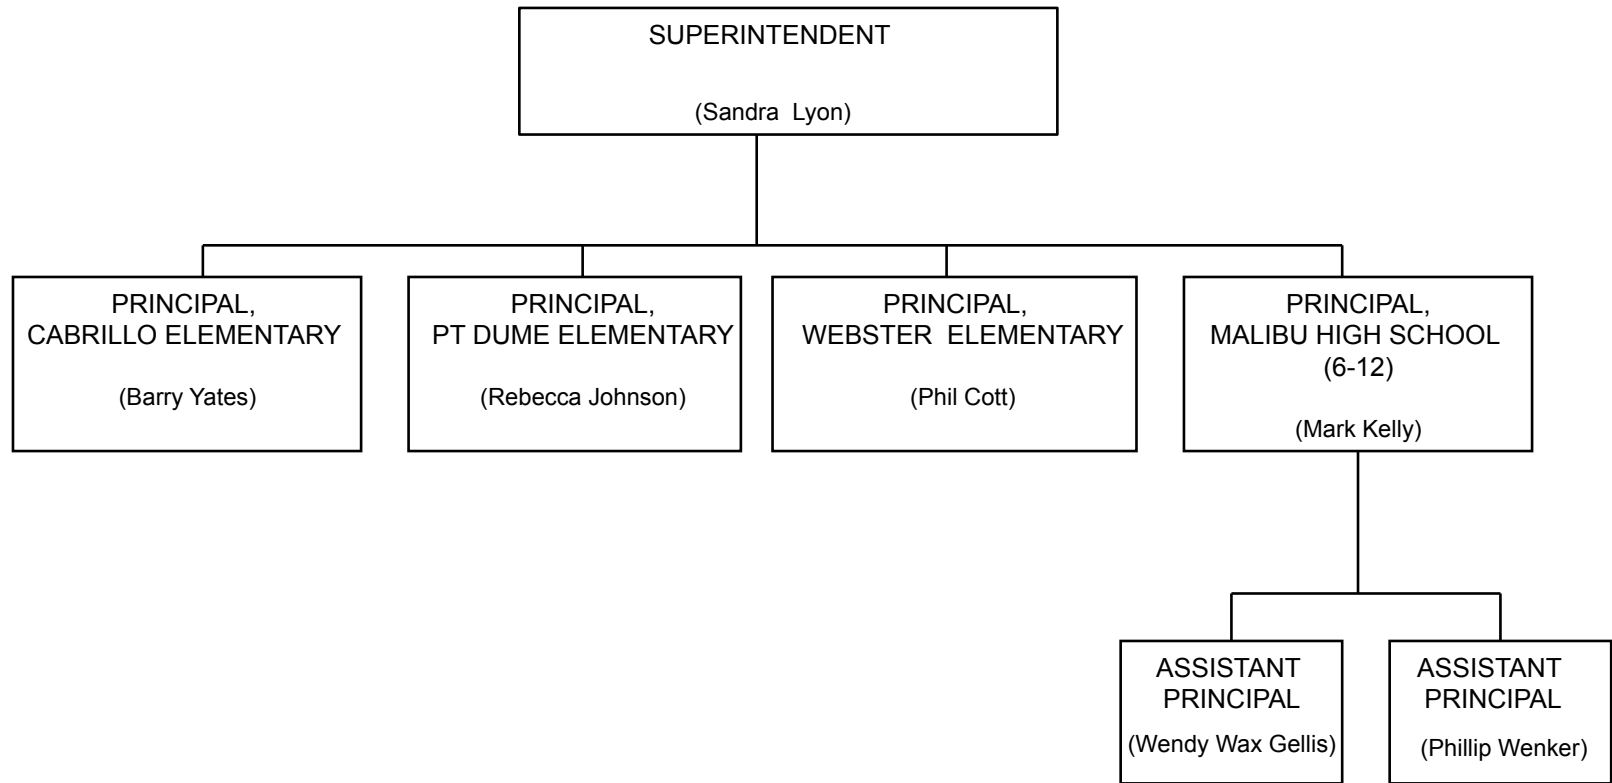 SUPERINTENDENT
(Sandra Lyon)
PRINCIPAL,
CABRILLO ELEMENTARY
(Barry Yates)
PRINCIPAL,
PT DUME ELEMENTARY
(Rebecca Johnson)
PRINCIPAL,
WEBSTER ELEMENTARY
(Phil Cott)
PRINCIPAL,
MALIBU HIGH SCHOOL
(6-12)
(Mark Kelly)
ASSISTANT
PRINCIPAL
(Wendy Wax Gellis)
ASSISTANT
PRINCIPAL
(Phillip Wenker)